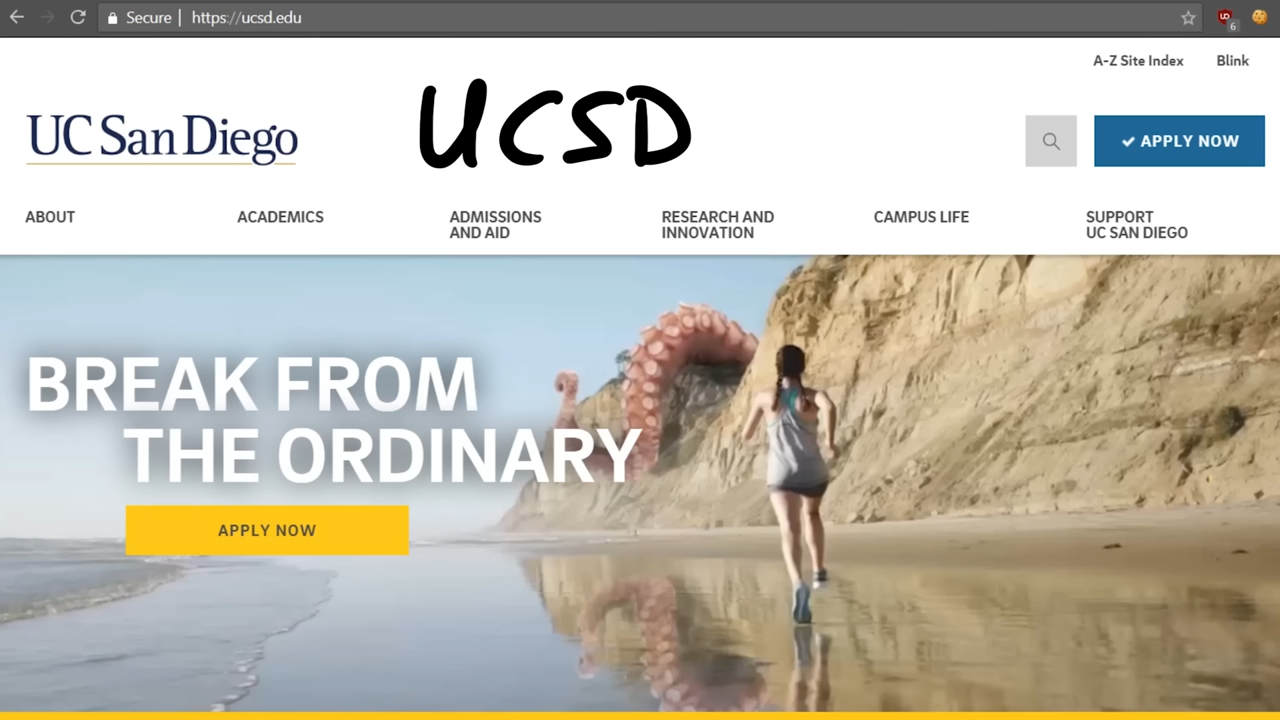 Secure | https://ucsd.edu
6
A-Z Site Index Blink
UC San Diego
UCSD
APPLY NOW
ABOUT
ACADEMICS
ADMISSIONS
AND AID
RESEARCH AND
INNOVATION
CAMPUS LIFE
SUPPORT
UC SAN DIEGO
BREAK FROM
THE ORDINARY
APPLY NOW